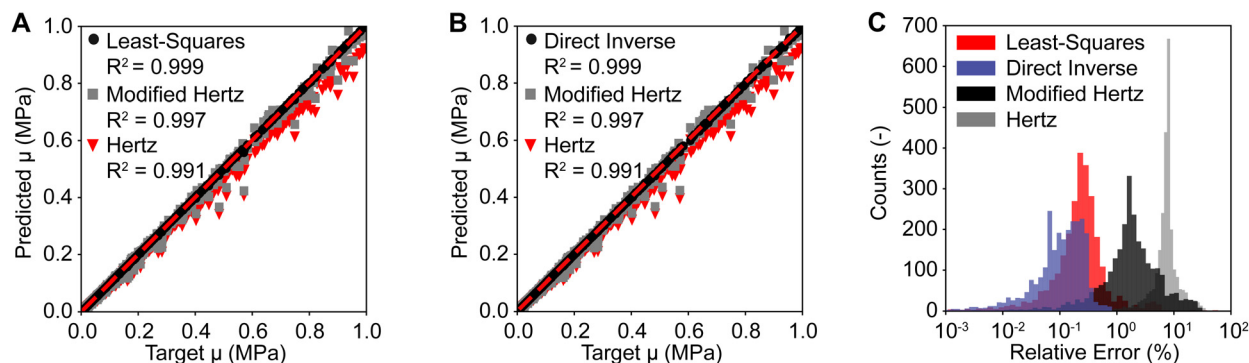 A
Predicted μ (MPa)
1.0
0.8
0.6
0.4
0.2
0.0
Least-Squares
R² = 0.999
Modified Hertz
R² = 0.997
Hertz
R² = 0.991
0.0 0.2 0.4 0.6 0.8 1.0
Target μ (MPa)
B
Predicted μ (MPa)
1.0
0.8
0.6
0.4
0.2
0.0
Direct Inverse
R² = 0.999
Modified Hertz
R² = 0.997
Hertz
R² = 0.991
0.0 0.2 0.4 0.6 0.8 1.0
Target μ (MPa)
C
Counts (-)
700
600
500
400
300
200
100
0
Least-Squares
Direct Inverse
Modified Hertz
Hertz
10⁻³ 10⁻² 10⁻¹ 10⁰ 10¹ 10²
Relative Error (%)